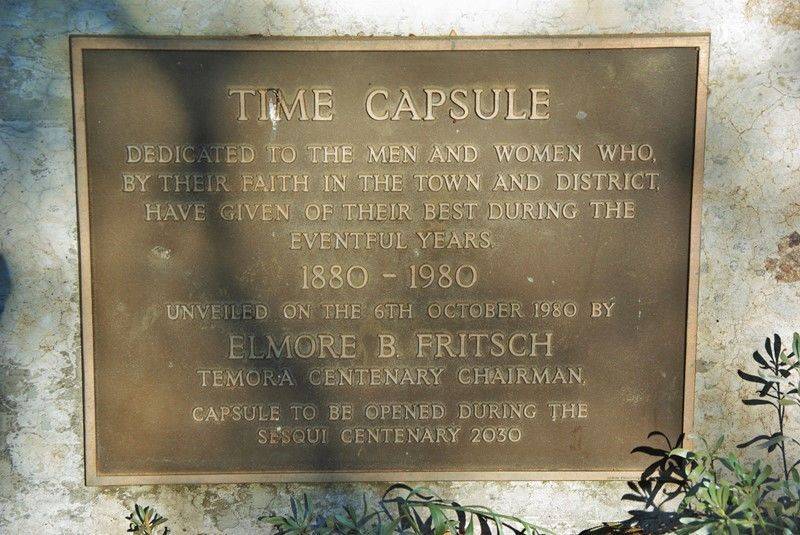 TIME CAPSULE
DEDICATED TO THE MEN AND WOMEN WHO,
BY THEIR FAITH IN THE TOWN AND DISTRICT,
HAVE GIVEN OF THEIR BEST DURING THE
EVENTFUL YEARS,
1880 - 1980
UNVEILED ON THE 6TH OCTOBER 1980 BY
ELMORE B. FRITSCH
TEMORA CENTENARY CHAIRMAN,
CAPSULE TO BE OPENED DURING THE
SESQUI CENTENARY 2030